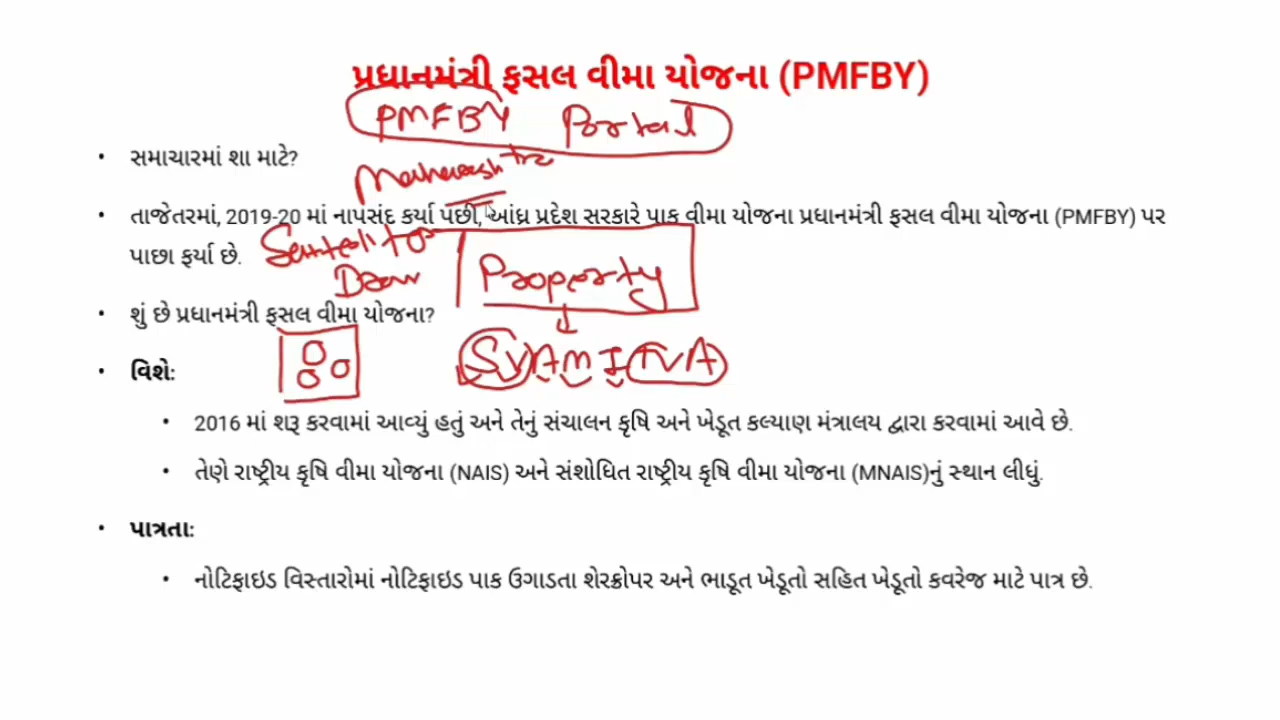 પ્રધાનમંત્રી ફસલ વીમા યોજના (PMFBY)
PMFBY Portal
• સમાચારમાં શા માટે?
Maharashtra
• તાજેતરમાં, 2019-20 માં નાપસંદ કર્યા પછી, આંધ્ર પ્રદેશ સરકારે પાક વીમા યોજના પ્રધાનમંત્રી ફસલ વીમા યોજના (PMFBY) પર
પાછા ફર્યા છે.
Property
• શું છે પ્રધાનમંત્રી ફસલ વીમા યોજના?
SVAMITVA
• વિશે:
• 2016 માં શરૂ કરવામાં આવ્યું હતું અને તેનું સંચાલન કૃષિ અને ખેડૂત કલ્યાણ મંત્રાલય દ્વારા કરવામાં આવે છે.
• તેણે રાષ્ટ્રીય કૃષિ વીમા યોજના (NAIS) અને સંશોધિત રાષ્ટ્રીય કૃષિ વીમા યોજના (MNAIS)નું સ્થાન લીધું.
• પાત્રતા:
• નોટિફાઇડ વિસ્તારોમાં નોટિફાઇડ પાક ઉગાડતા શેરક્રોપર અને ભાડૂત ખેડૂતો સહિત ખેડૂતો કવરેજ માટે પાત્ર છે.